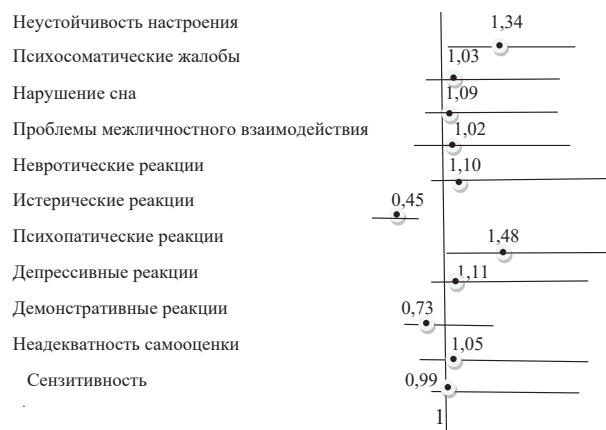 Неустойчивость настроения 1,34
Психосоматические жалобы 1,03
Нарушение сна 1,09
Проблемы межличностного взаимодействия 1,02
Невротические реакции 1,10
Истерические реакции 0,45
Психопатические реакции 1,48
Депрессивные реакции 1,11
Демонстративные реакции 0,73
Неадекватность самооценки 1,05
Сензитивность 0,99
1